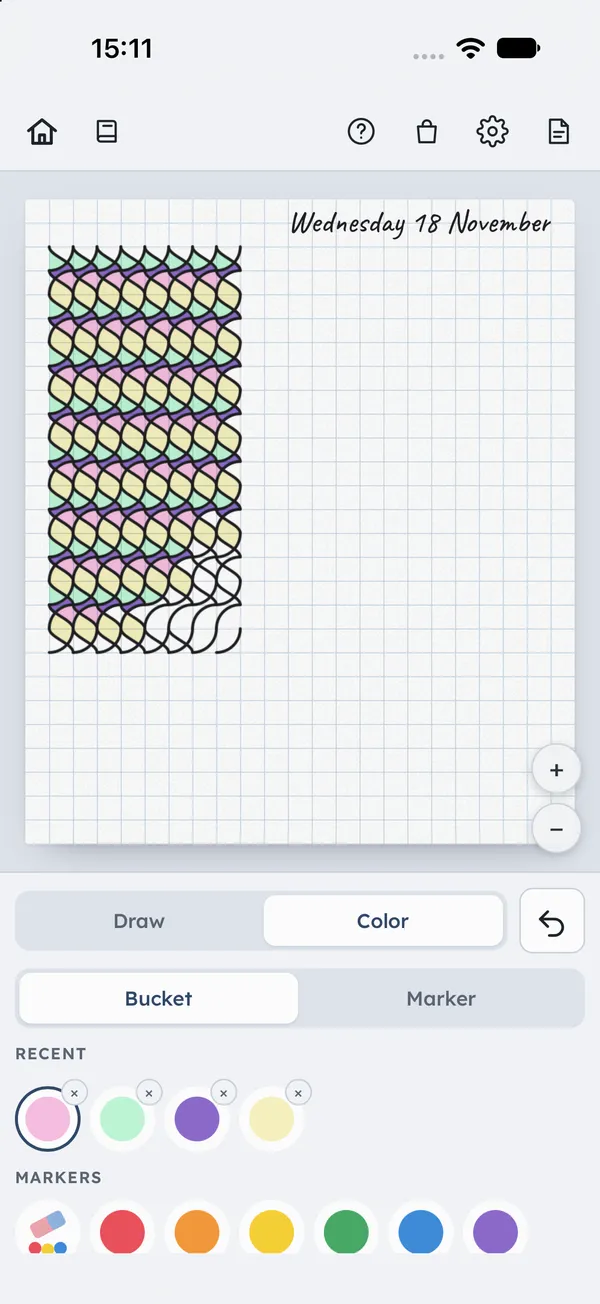 15:11
Wednesday 18 November
+
−
Draw
Color
Bucket
Marker
RECENT
× × × ×
MARKERS